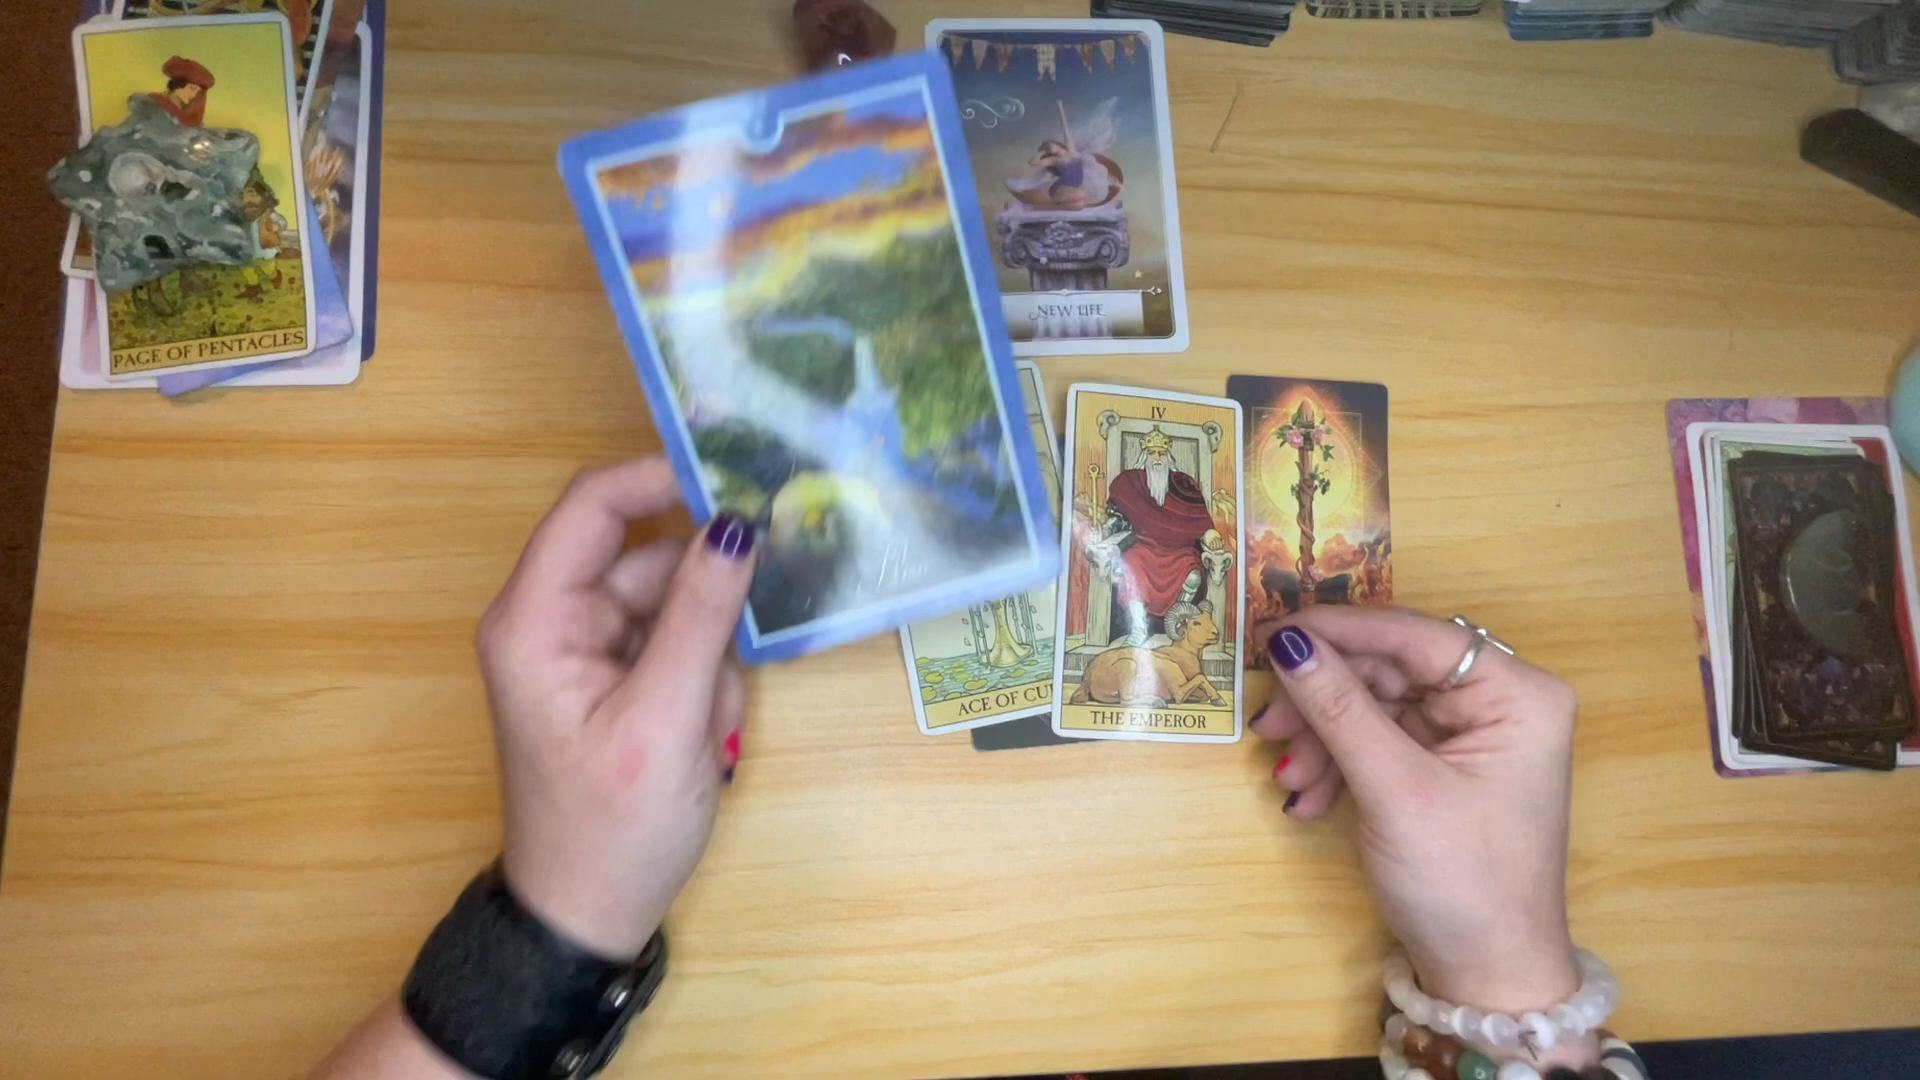 PAGE OF PENTACLES
NEW LIFE
IV
ACE OF CU
THE EMPEROR